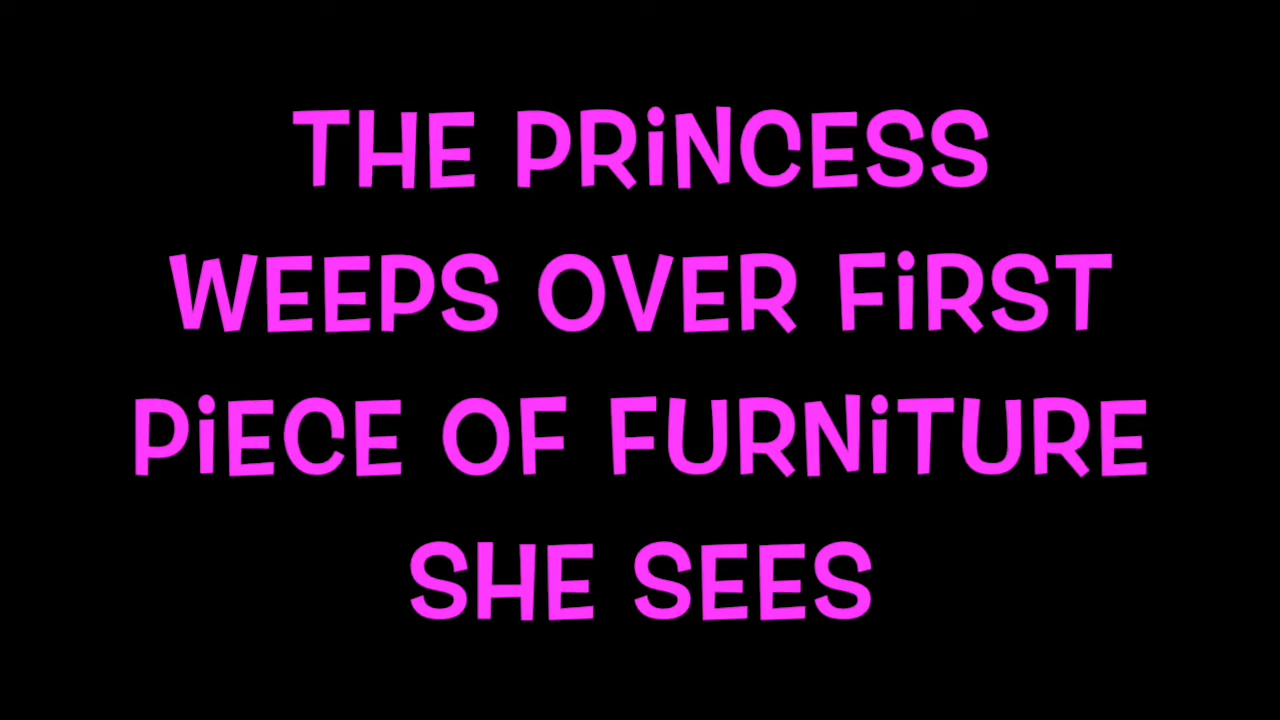 THE PRiNCESS
WEEPS OVER FiRST
PiECE OF FURNiTURE
SHE SEES